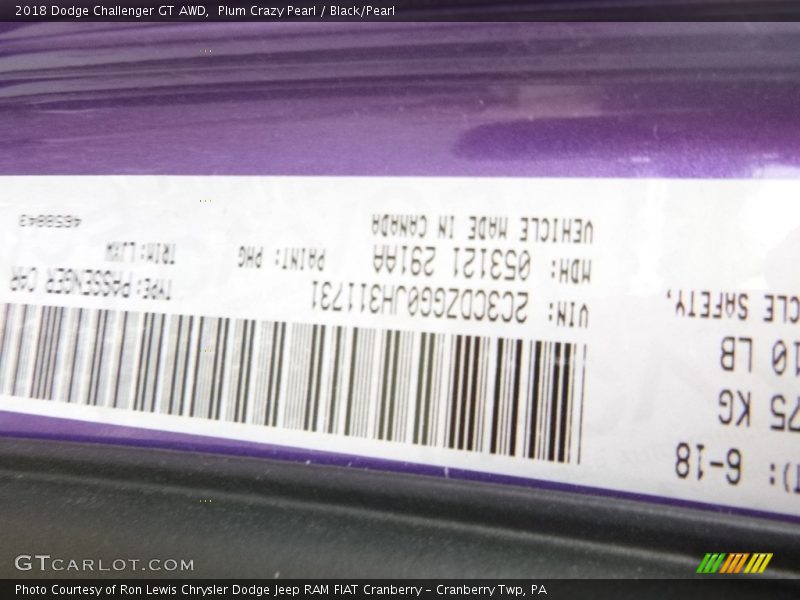 2018 Dodge Challenger GT AWD, Plum Crazy Pearl / Black/Pearl
T): 6-18
75 KG
10 LB
CLE SAFETY,
VIN: 2C3CDZGG0JH311731 TYPE: PASSENGER CAR
MDH: 053121 291AA PAINT: PHG TRIM:
VEHICLE MADE IN CANADA 4658843
GTCARLOT.COM
Photo Courtesy of Ron Lewis Chrysler Dodge Jeep RAM FIAT Cranberry – Cranberry Twp, PA